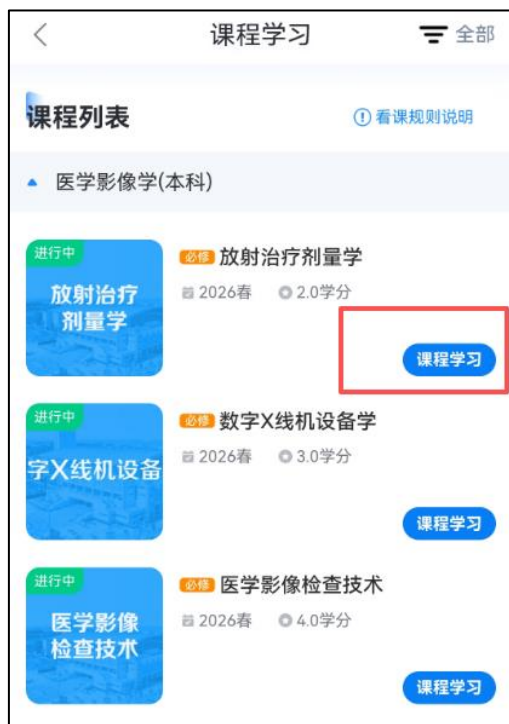 课程学习
全部
课程列表
看课规则说明
医学影像学(本科)
进行中
放射治疗
剂量学
必修 放射治疗剂量学
2026春 2.0学分
课程学习
进行中
字X线机设备
必修 数字X线机设备学
2026春 3.0学分
课程学习
进行中
医学影像
检查技术
必修 医学影像检查技术
2026春 4.0学分
课程学习